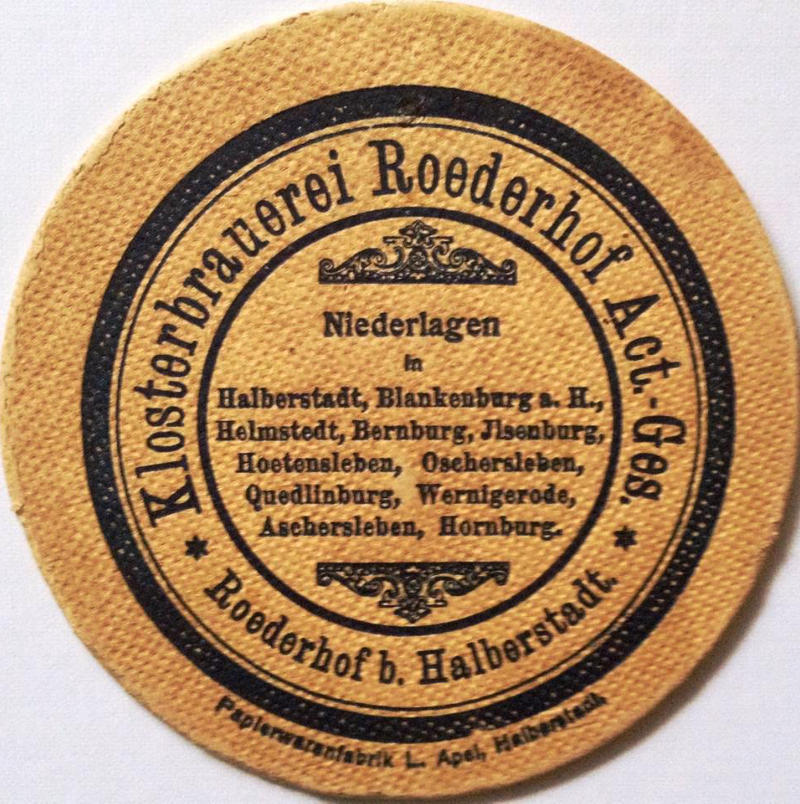 Klosterbrauerei Roederhof Act.-Ges.
Niederlagen
in
Halberstadt, Blankenburg a. H.,
Helmstedt, Bernburg, Jlsenburg,
Hoetensleben, Oschersleben,
Quedlinburg, Wernigerode,
Aschersleben, Hornburg.
Roederhof b. Halberstadt.
Papierwarenfabrik L. Apel, Halberstadt